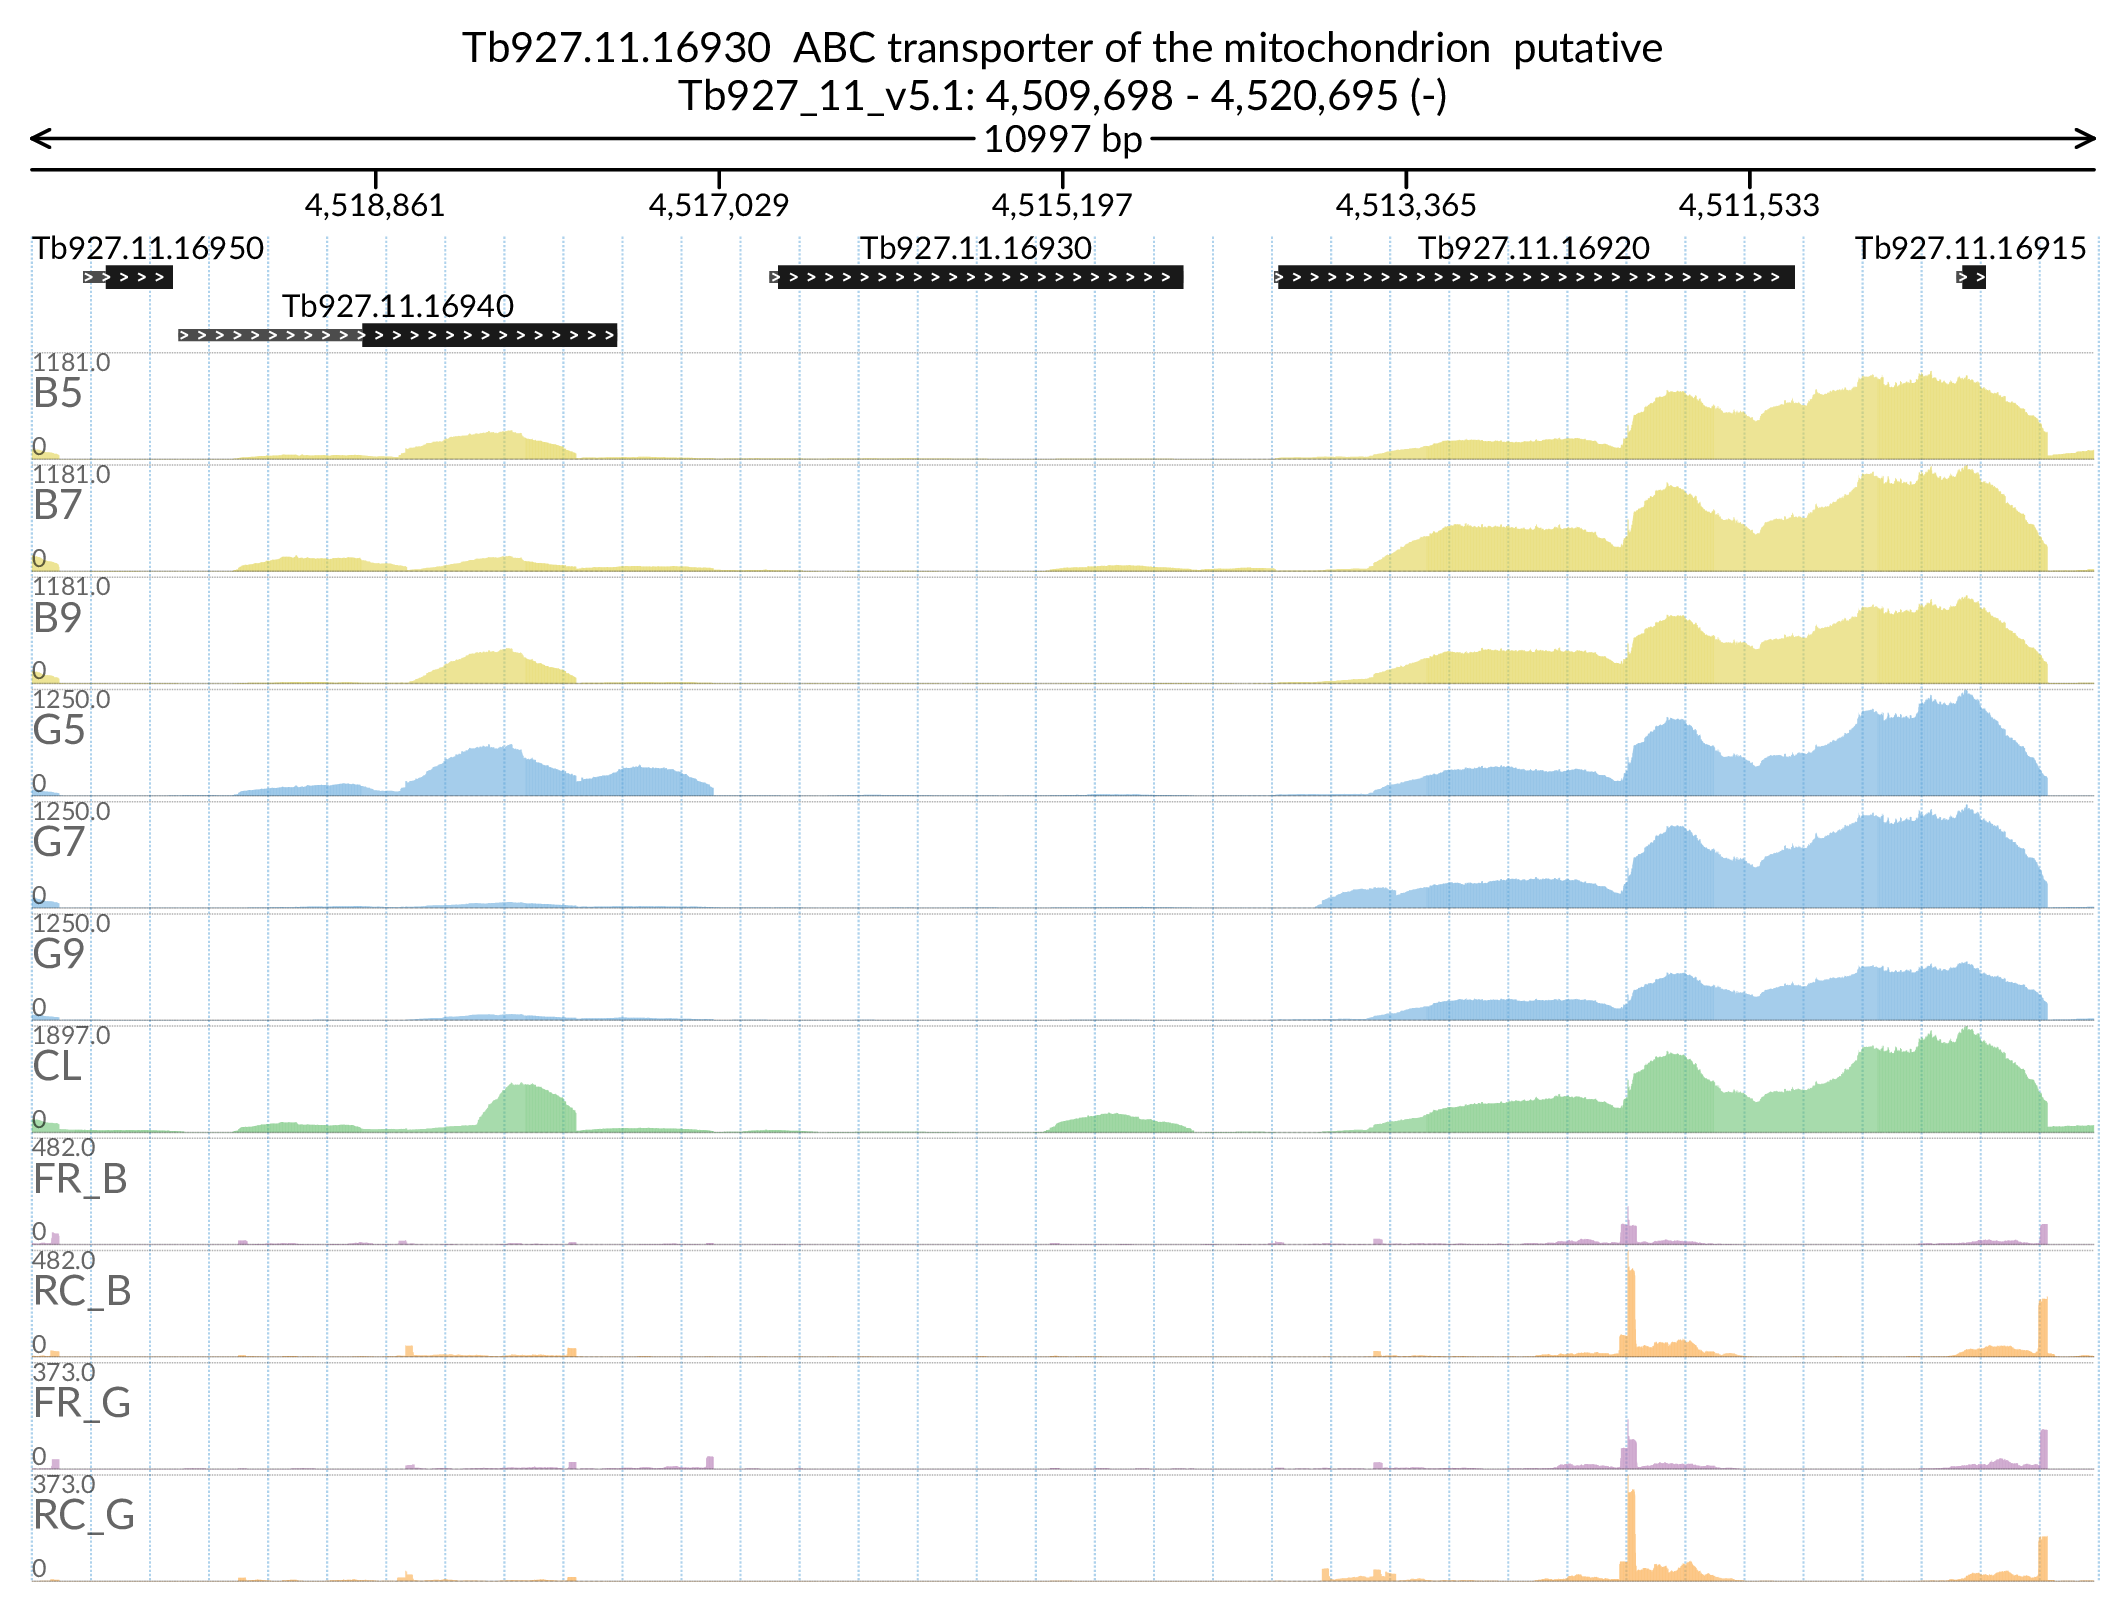 Tb927.11.16930  ABC transporter of the mitochondrion  putative
Tb927_11_v5.1: 4,509,698 - 4,520,695 (-)
10997 bp
4,518,861 4,517,029 4,515,197 4,513,365 4,511,533
Tb927.11.16950 Tb927.11.16930 Tb927.11.16920 Tb927.11.16915
Tb927.11.16940
1181.0
B5
0
1181.0
B7
0
1181.0
B9
0
1250.0
G5
0
1250.0
G7
0
1250.0
G9
0
1897.0
CL
0
482.0
FR_B
0
482.0
RC_B
0
373.0
FR_G
0
373.0
RC_G
0